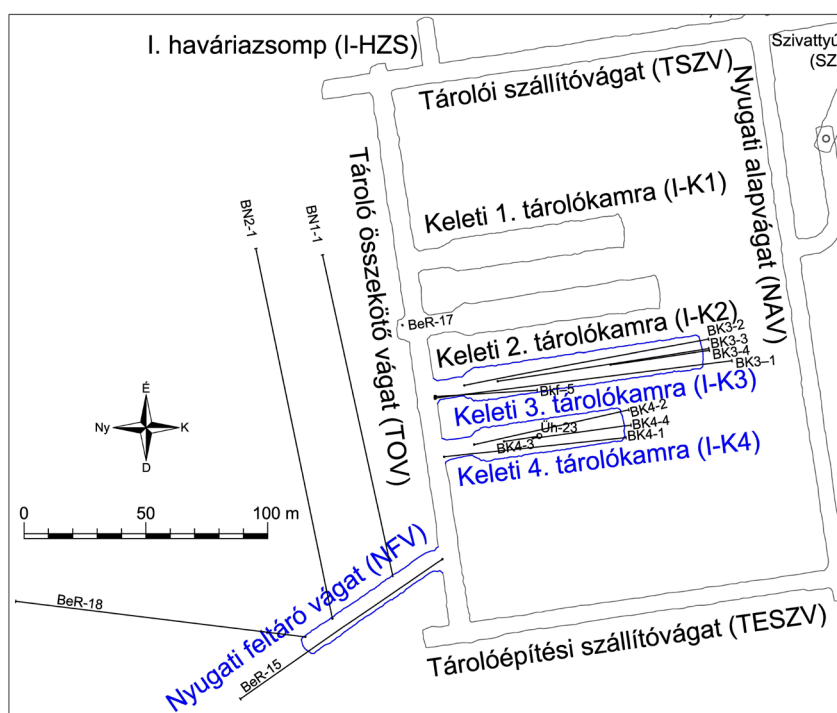 I. haváriazsomp (I-HZS)
Szivattyú
(SZ
Tárolói szállítóvágat (TSZV)
Nyugati alapvágat (NAV)
Tároló összekötő vágat (TOV)
Keleti 1. tárolókamra (I-K1)
BN2-1
BN1-1
BeR-17
Keleti 2. tárolókamra (I-K2)
BK3-2
BK3-3
BK3-4
BK3–1
Bkf–5
Keleti 3. tárolókamra (I-K3)
BK4-2
Üh-23
BK4-4
BK4-3
BK4-1
Keleti 4. tárolókamra (I-K4)
É
Ny
K
D
0 50 100 m
Nyugati feltáró vágat (NFV)
BeR-18
BeR-15
Tárolóépítési szállítóvágat (TESZV)